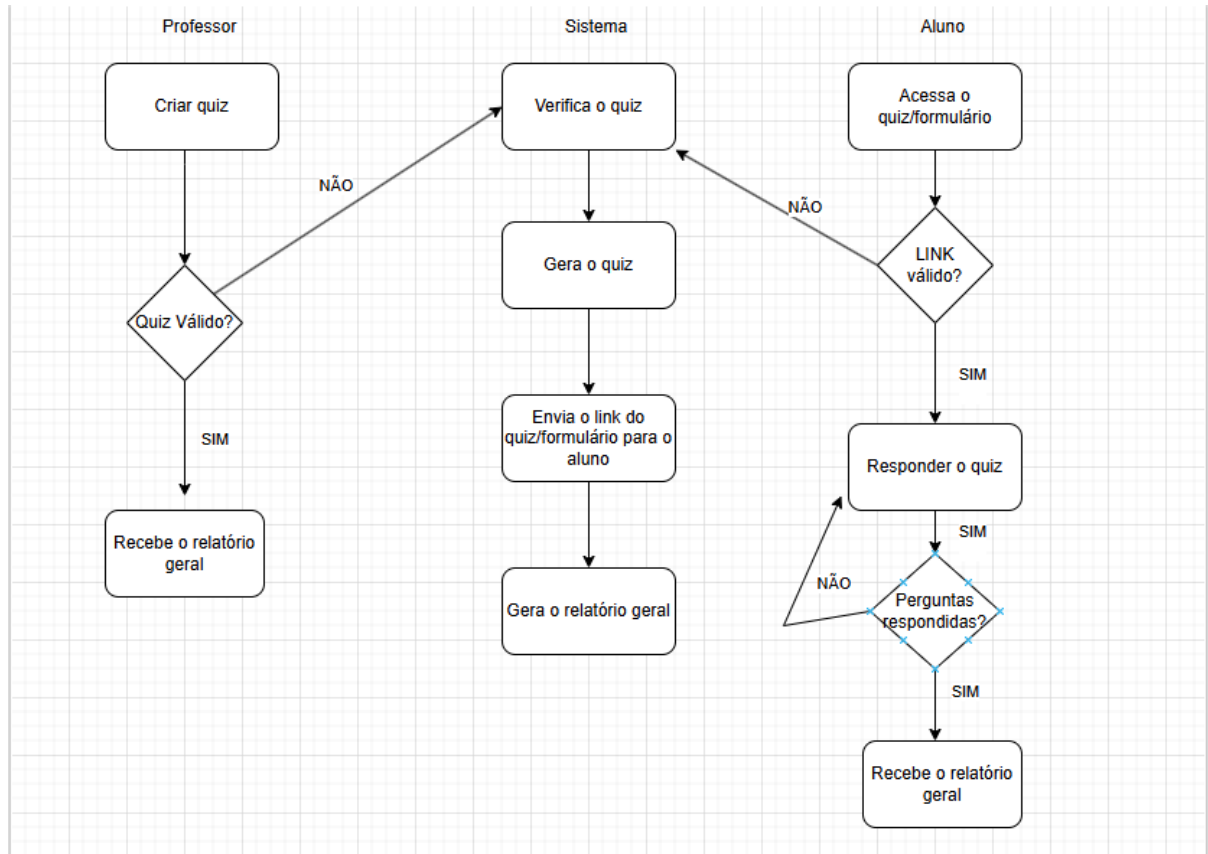 Professor
Sistema
Aluno
Criar quiz
Verifica o quiz
Acessa o
quiz/formulário
NÃO
NÃO
Gera o quiz
LINK
válido?
Quiz Válido?
SIM
Envia o link do
quiz/formulário para o
aluno
SIM
Responder o quiz
Recebe o relatório
geral
SIM
NÃO
Perguntas
respondidas?
Gera o relatório geral
SIM
Recebe o relatório
geral